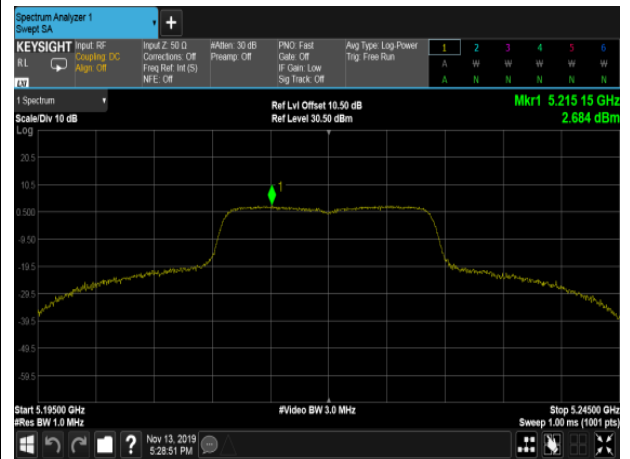 Spectrum Analyzer 1
Swept SA
+
KEYSIGHT
RL
Input: RF
Coupling: DC
Align: Off
Input Z: 50 Ω
Corrections: Off
Freq Ref: Int (S)
NFE: Off
#Atten: 30 dB
Preamp: Off
PNO: Fast
Gate: Off
IF Gain: Low
Sig Track: Off
Avg Type: Log-Power
Trig: Free Run
1 2 3 4 5 6
A W W W W W
A N N N N N
1 Spectrum
Scale/Div 10 dB
Log
Ref Lvl Offset 10.50 dB
Ref Level 30.50 dBm
Mkr1 5.215 15 GHz
2.684 dBm
20.5
10.5
0.500
-9.50
-19.5
-29.5
-39.5
-49.5
-59.5
1
Start 5.19500 GHz
#Res BW 1.0 MHz
#Video BW 3.0 MHz
Stop 5.24500 GHz
Sweep 1.00 ms (1001 pts)
?
Nov 13, 2019
5:28:51 PM